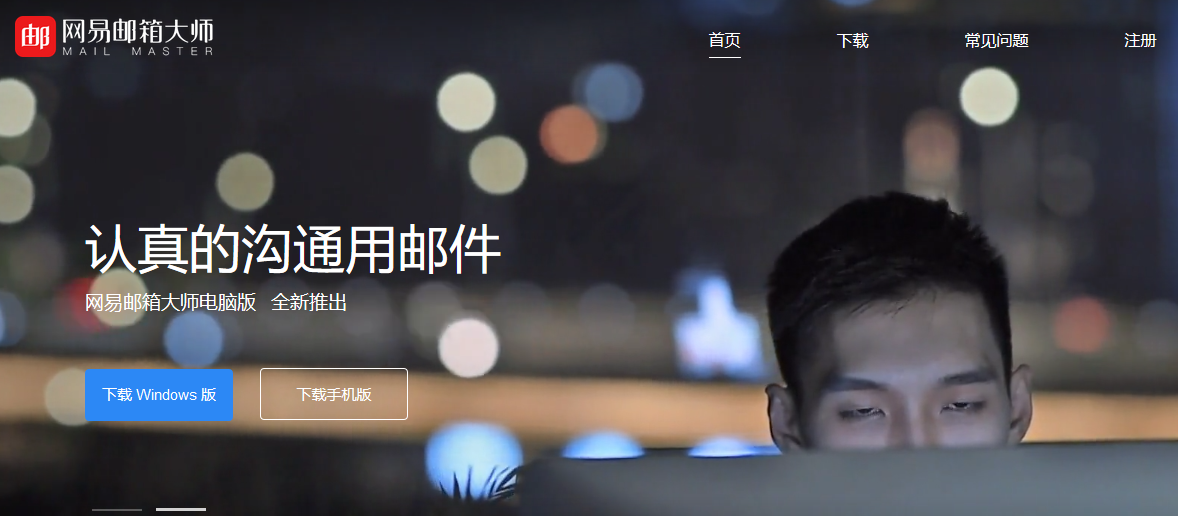 邮 网易邮箱大师
MAIL MASTER
首页 下载 常见问题 注册
认真的沟通用邮件
网易邮箱大师电脑版 全新推出
下载 Windows 版 下载手机版